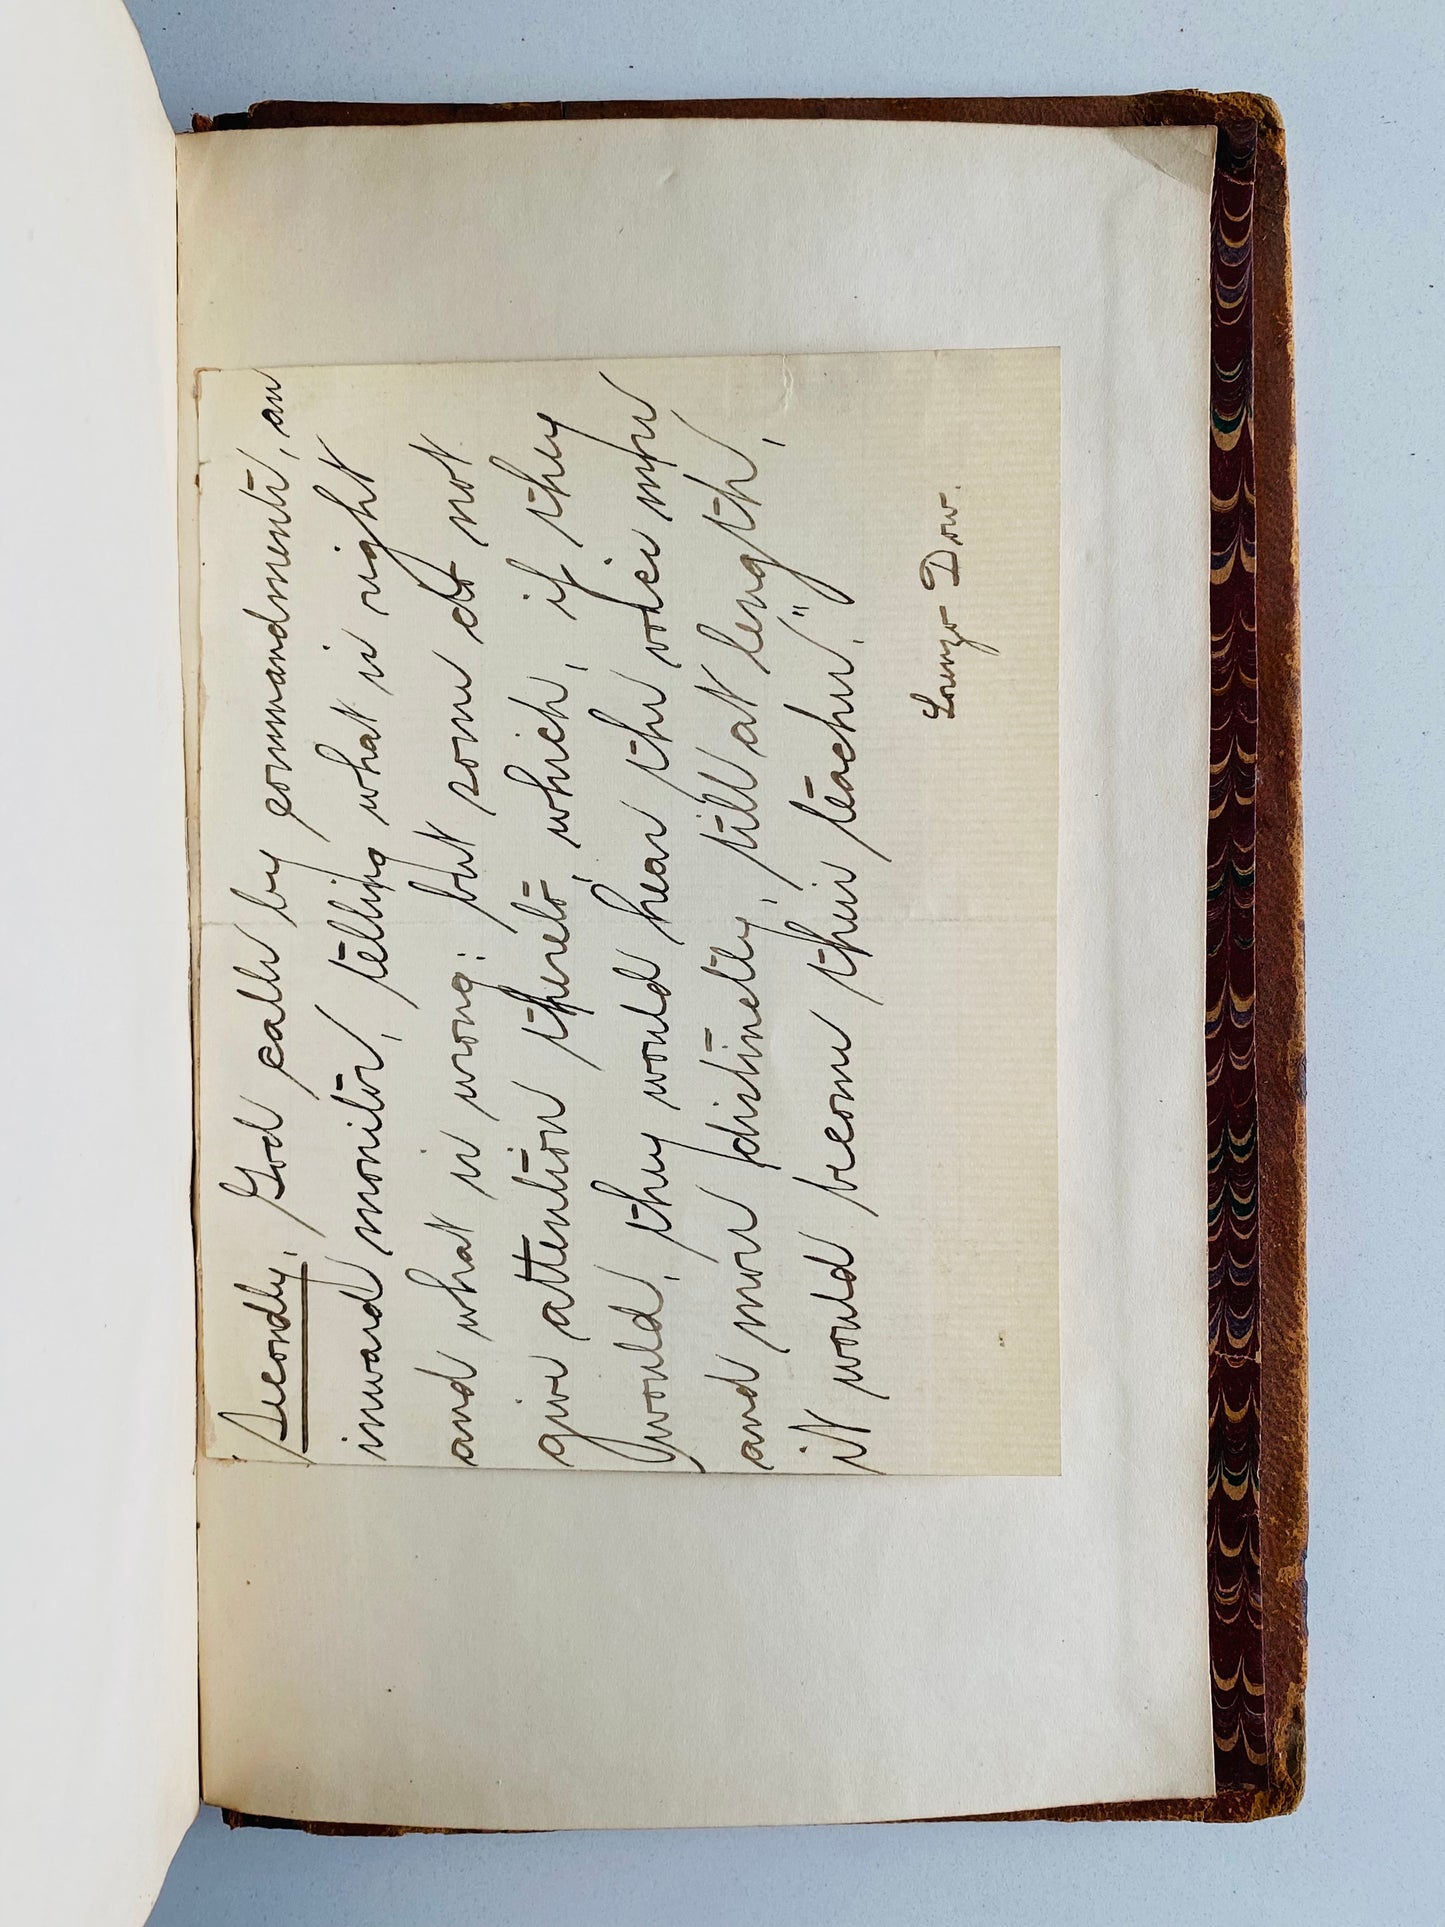 Secondly, God calls by commandments, an
inward monitor, telling what is right
and what is wrong: but some do not
give attention thereto, which, if they
would, they would hear the voice more
and more distinctly, till at length,
it would become their teacher."
Lorenzo Dow.